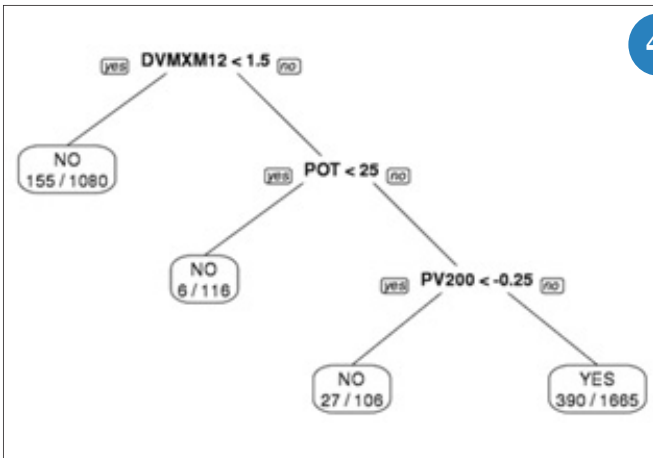 4
yes DVMXM12 < 1.5 no
NO
155 / 1080
yes POT < 25 no
NO
6 / 116
yes PV200 < -0.25 no
NO
27 / 106
YES
390 / 1665